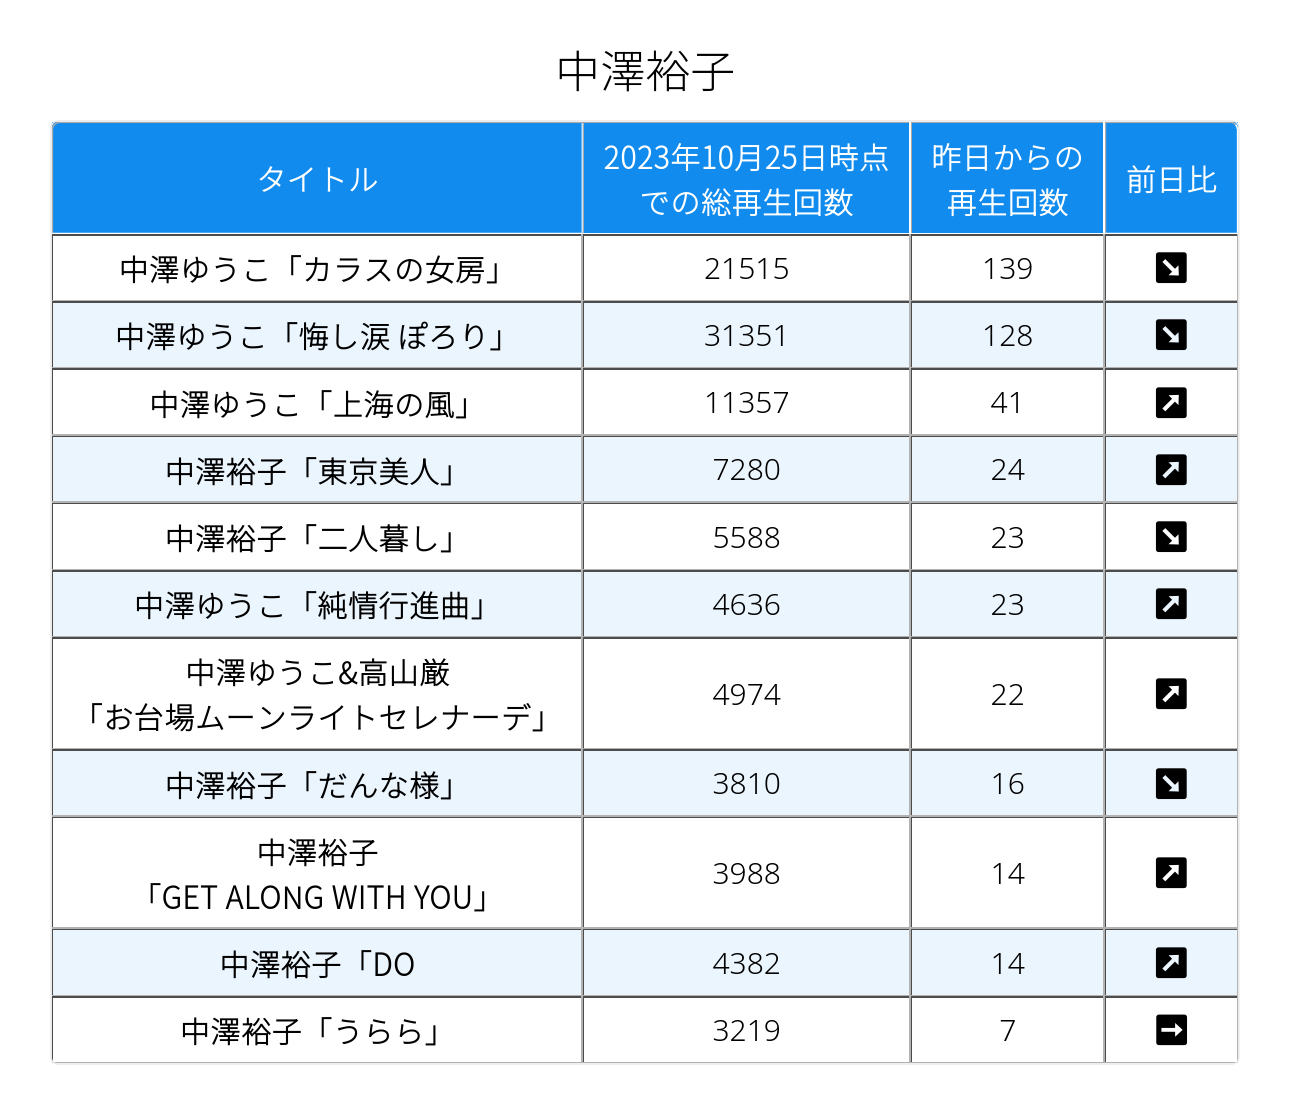 中澤裕子
タイトル
2023年10月25日時点
での総再生回数
昨日からの
再生回数
前日比
中澤ゆうこ「カラスの女房」 21515 139
中澤ゆうこ「悔し涙 ぽろり」 31351 128
中澤ゆうこ「上海の風」 11357 41
中澤裕子「東京美人」 7280 24
中澤裕子「二人暮し」 5588 23
中澤ゆうこ「純情行進曲」 4636 23
中澤ゆうこ&高山厳
「お台場ムーンライトセレナーデ」 4974 22
中澤裕子「だんな様」 3810 16
中澤裕子
「GET ALONG WITH YOU」 3988 14
中澤裕子「DO 4382 14
中澤裕子「うらら」 3219 7